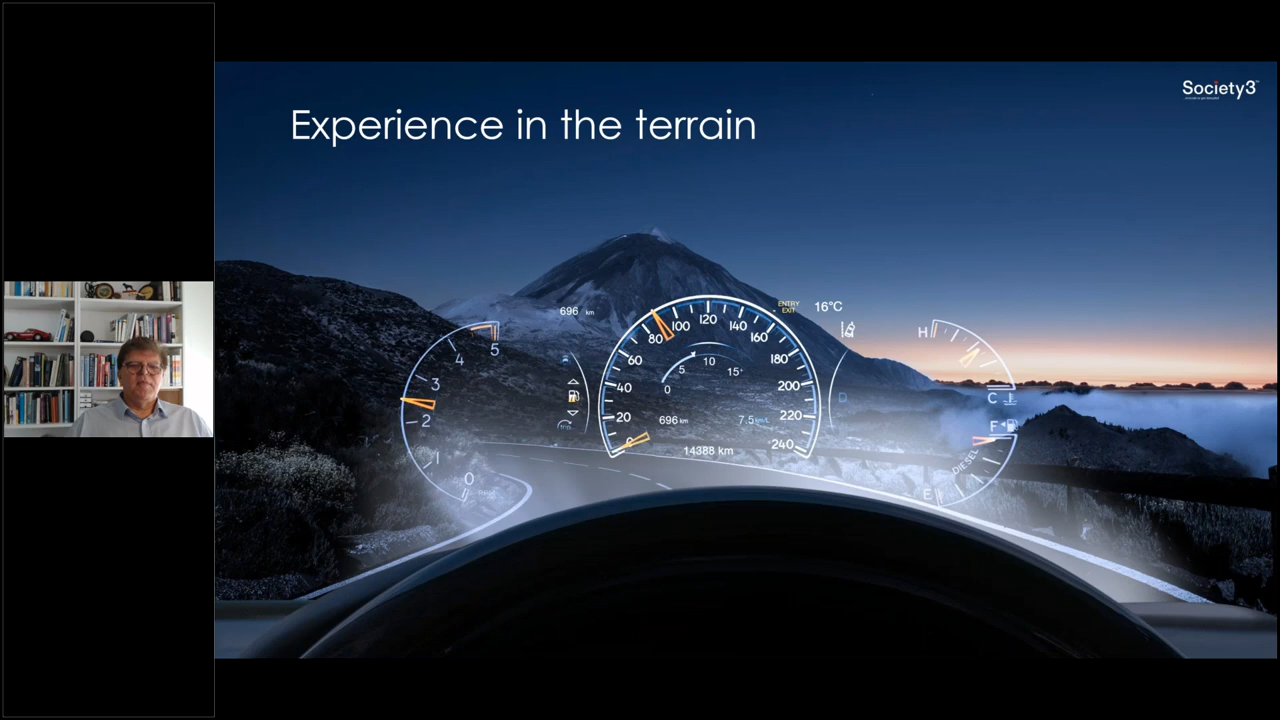 Society3
Experience in the terrain
696 km
ENTRY
EXIT
16°C
5
4
3
2
1
0
0
20
40
60
80
100
120
140
160
180
200
220
240
0
5
10
15+
696 km
7.5 km/L
14388 km
D
H
C
F
DIESEL
E